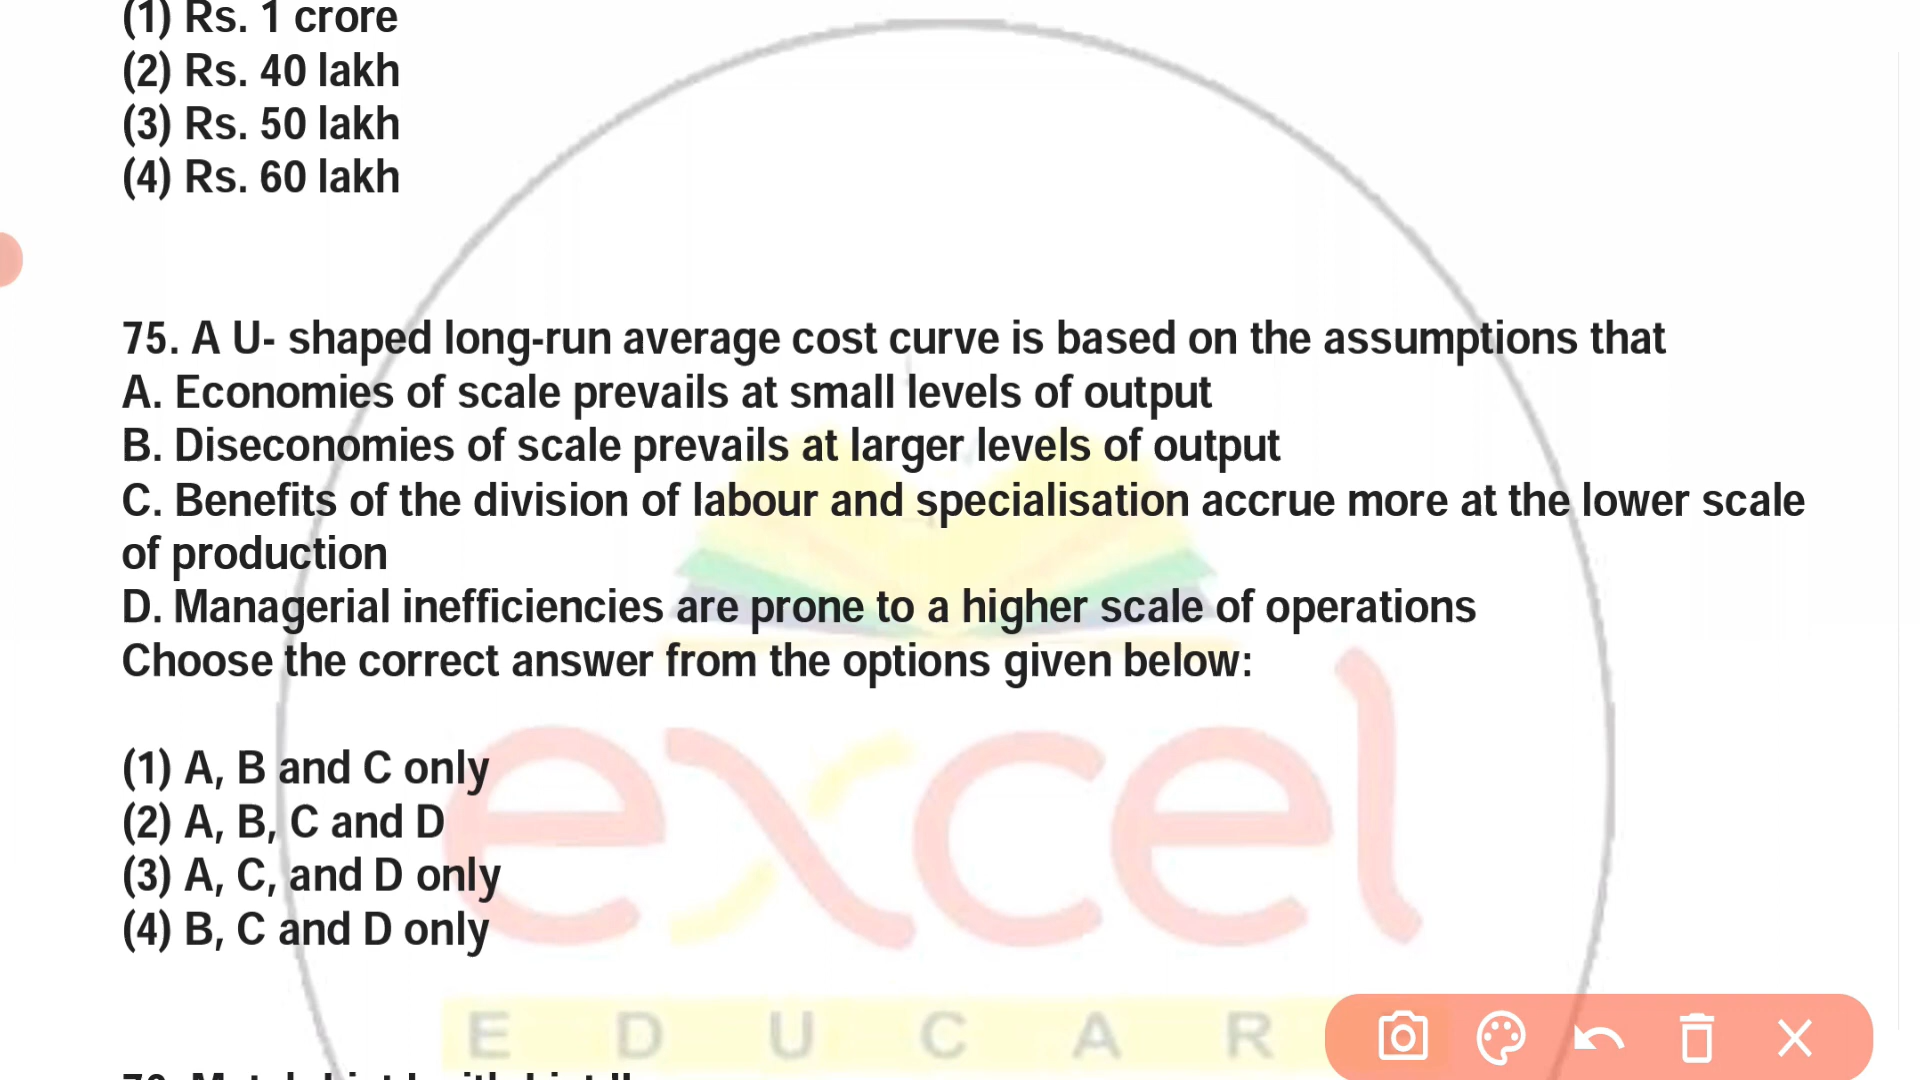 (1) Rs. 1 crore
(2) Rs. 40 lakh
(3) Rs. 50 lakh
(4) Rs. 60 lakh
75. A U- shaped long-run average cost curve is based on the assumptions that
A. Economies of scale prevails at small levels of output
B. Diseconomies of scale prevails at larger levels of output
C. Benefits of the division of labour and specialisation accrue more at the lower scale
of production
D. Managerial inefficiencies are prone to a higher scale of operations
Choose the correct answer from the options given below:
(1) A, B and C only
(2) A, B, C and D
(3) A, C, and D only
(4) B, C and D only
excel
E D U C A R